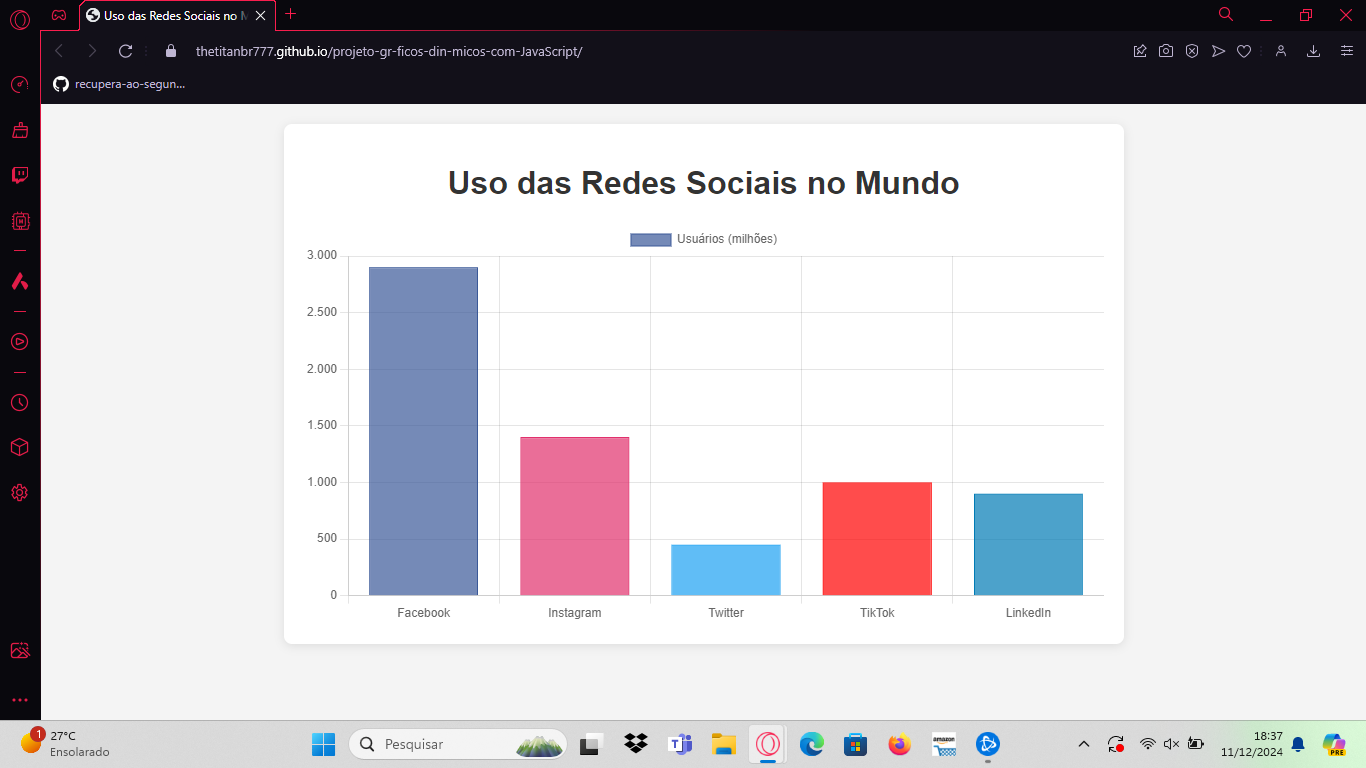 Uso das Redes Sociais no M
thetitanbr777.github.io/projeto-gr-ficos-din-micos-com-JavaScript/
recupera-ao-segun...
Uso das Redes Sociais no Mundo
Usuários (milhões)
3.000
2.500
2.000
1.500
1.000
500
0
Facebook
Instagram
Twitter
TikTok
LinkedIn
1
27°C
Ensolarado
Pesquisar
amazon
PRE
18:37
11/12/2024